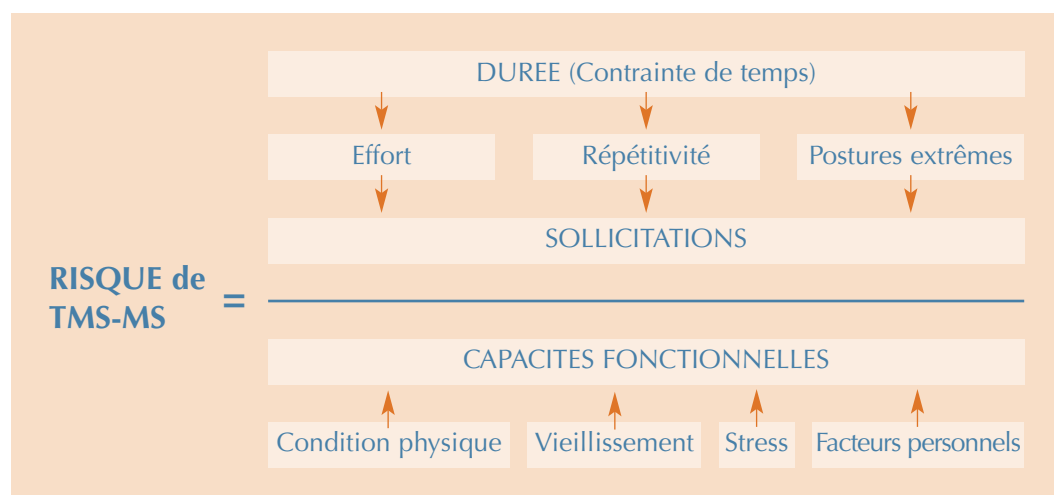 DUREE (Contrainte de temps)
Effort
Répétitivité
Postures extrêmes
SOLLICITATIONS
RISQUE de
TMS-MS
=
CAPACITES FONCTIONNELLES
Condition physique
Vieillissement
Stress
Facteurs personnels